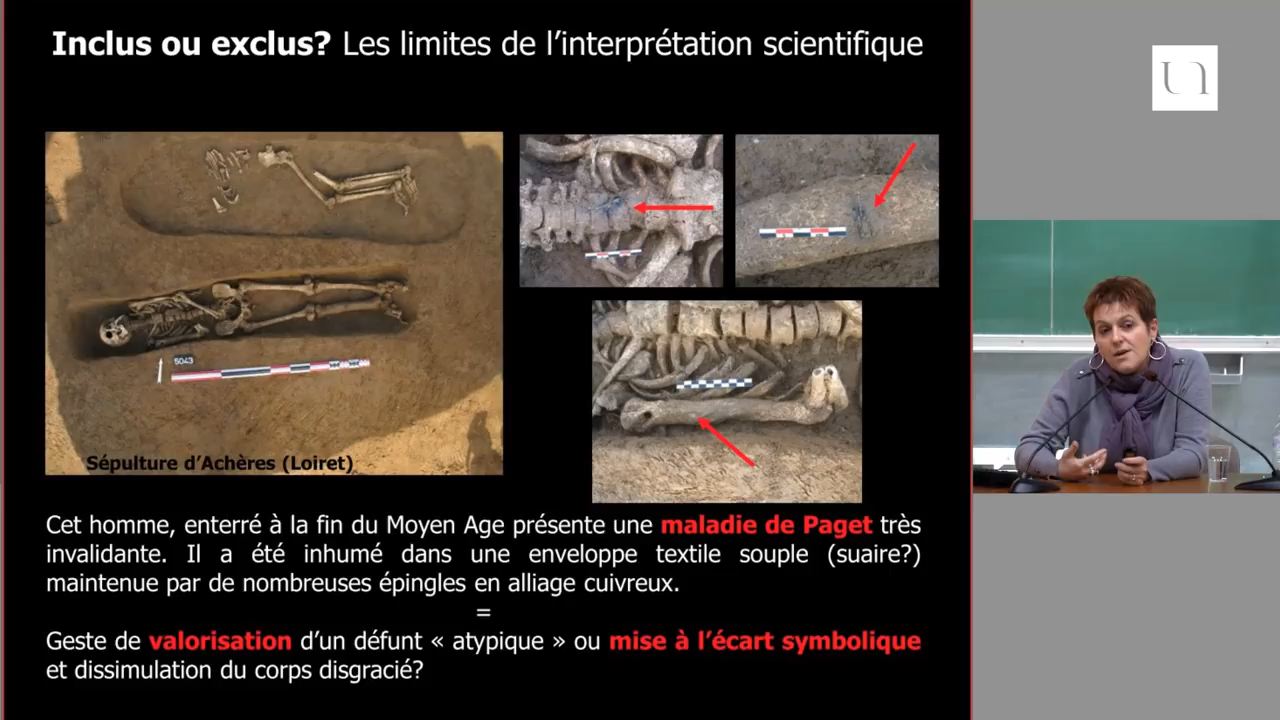 Inclus ou exclus? Les limites de l'interprétation scientifique
5043
Sépulture d'Achères (Loiret)
Cet homme, enterré à la fin du Moyen Age présente une maladie de Paget très
invalidante. Il a été inhumé dans une enveloppe textile souple (suaire?)
maintenue par de nombreuses épingles en alliage cuivreux.
=
Geste de valorisation d'un défunt « atypique » ou mise à l'écart symbolique
et dissimulation du corps disgracié?